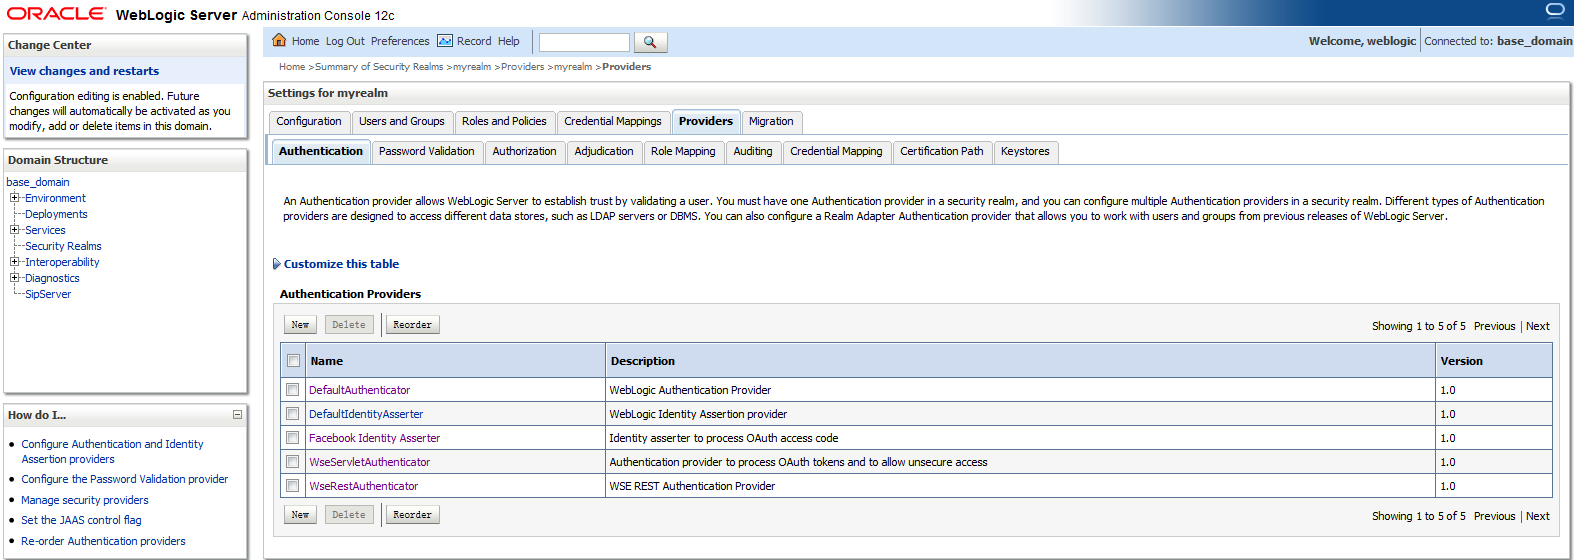 ORACLE WebLogic Server Administration Console 12c
Change Center
View changes and restarts
Configuration editing is enabled. Future
changes will automatically be activated as you
modify, add or delete items in this domain.
Domain Structure
base_domain
Environment
Deployments
Services
Security Realms
Interoperability
Diagnostics
SipServer
How do I...
Configure Authentication and Identity
Assertion providers
Configure the Password Validation provider
Manage security providers
Set the JAAS control flag
Re-order Authentication providers
Home Log Out Preferences Record Help
Welcome, weblogic Connected to: base_domain
Home >Summary of Security Realms >myrealm >Providers >myrealm >Providers
Settings for myrealm
Configuration Users and Groups Roles and Policies Credential Mappings Providers Migration
Authentication Password Validation Authorization Adjudication Role Mapping Auditing Credential Mapping Certification Path Keystores
An Authentication provider allows WebLogic Server to establish trust by validating a user. You must have one Authentication provider in a security realm, and you can configure multiple Authentication providers in a security realm. Different types of Authentication
providers are designed to access different data stores, such as LDAP servers or DBMS. You can also configure a Realm Adapter Authentication provider that allows you to work with users and groups from previous releases of WebLogic Server.
Customize this table
Authentication Providers
New Delete Reorder Showing 1 to 5 of 5 Previous | Next
Name Description Version
DefaultAuthenticator WebLogic Authentication Provider 1.0
DefaultIdentityAsserter WebLogic Identity Assertion provider 1.0
Facebook Identity Asserter Identity asserter to process OAuth access code 1.0
WseServletAuthenticator Authentication provider to process OAuth tokens and to allow unsecure access 1.0
WseRestAuthenticator WSE REST Authentication Provider 1.0
New Delete Reorder Showing 1 to 5 of 5 Previous | Next